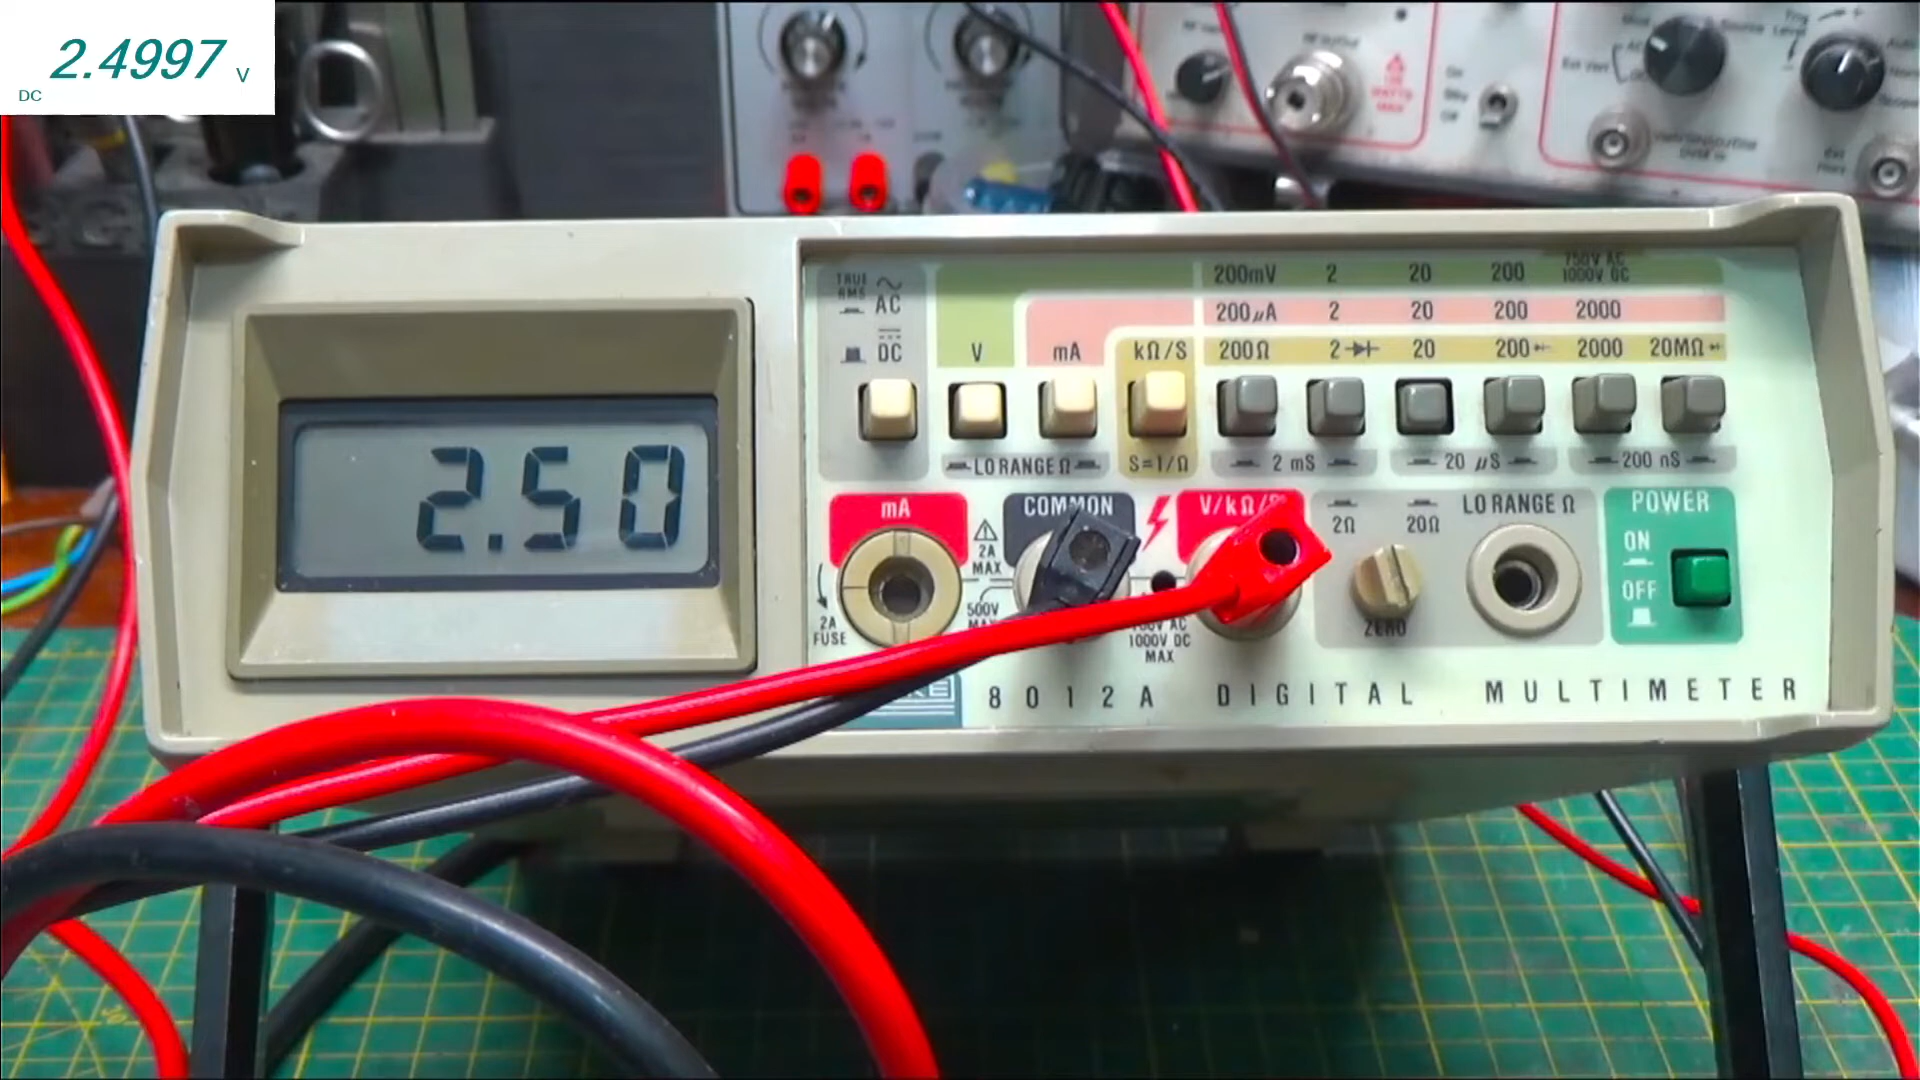 2.4997 V
DC
TRUE RMS AC
DC
V
mA
kΩ/S
200mV 2 20 200 750V AC 1000V DC
200µA 2 20 200 2000
200Ω 2 20 200 2000 20MΩ
LO RANGE Ω
S=1/Ω
2 mS
20 µS
200 nS
2.50
mA
COMMON
V/kΩ/
2Ω
20Ω
LO RANGE Ω
POWER
ON
OFF
2A MAX
500V
2A FUSE
1000V DC MAX
ZERO
8012A DIGITAL MULTIMETER